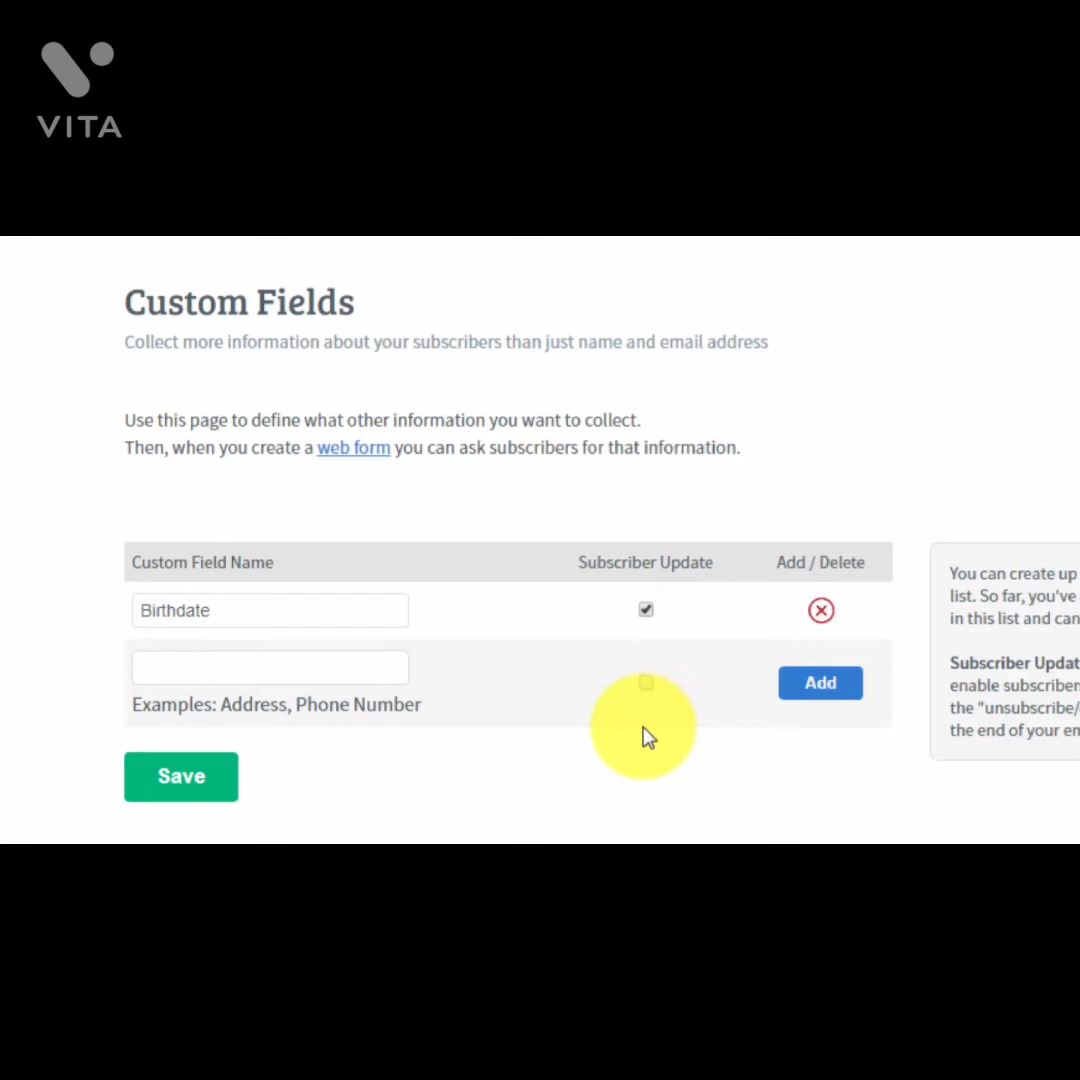 VITA
Custom Fields
Collect more information about your subscribers than just name and email address
Use this page to define what other information you want to collect.
Then, when you create a web form you can ask subscribers for that information.
Custom Field Name Subscriber Update Add / Delete
Birthdate
Add
Examples: Address, Phone Number
Save
You can create up
list. So far, you've
in this list and can
Subscriber Updat
enable subscriber
the "unsubscribe/
the end of your em